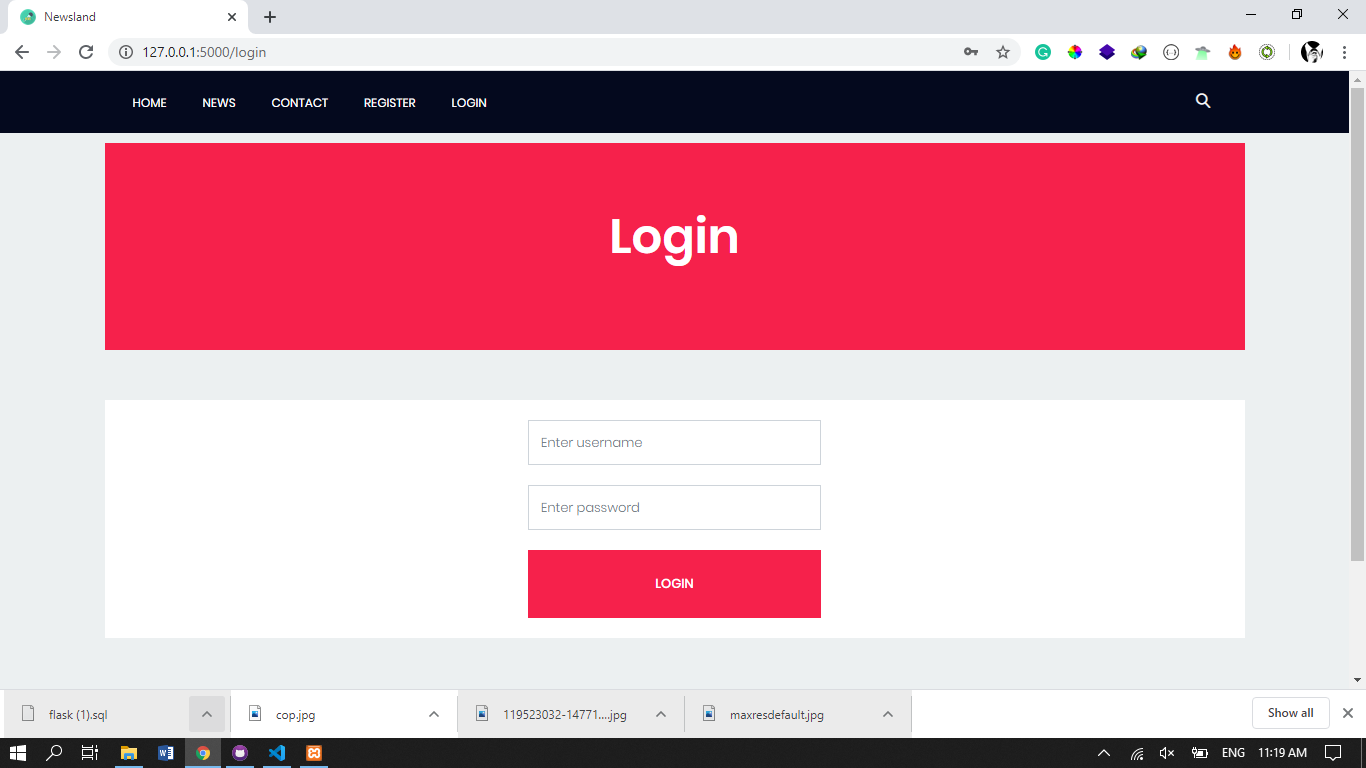 Newsland
127.0.0.1:5000/login
HOME NEWS CONTACT REGISTER LOGIN
Login
Enter username
Enter password
LOGIN
flask (1).sql cop.jpg 119523032-14771....jpg maxresdefault.jpg Show all
ENG 11:19 AM